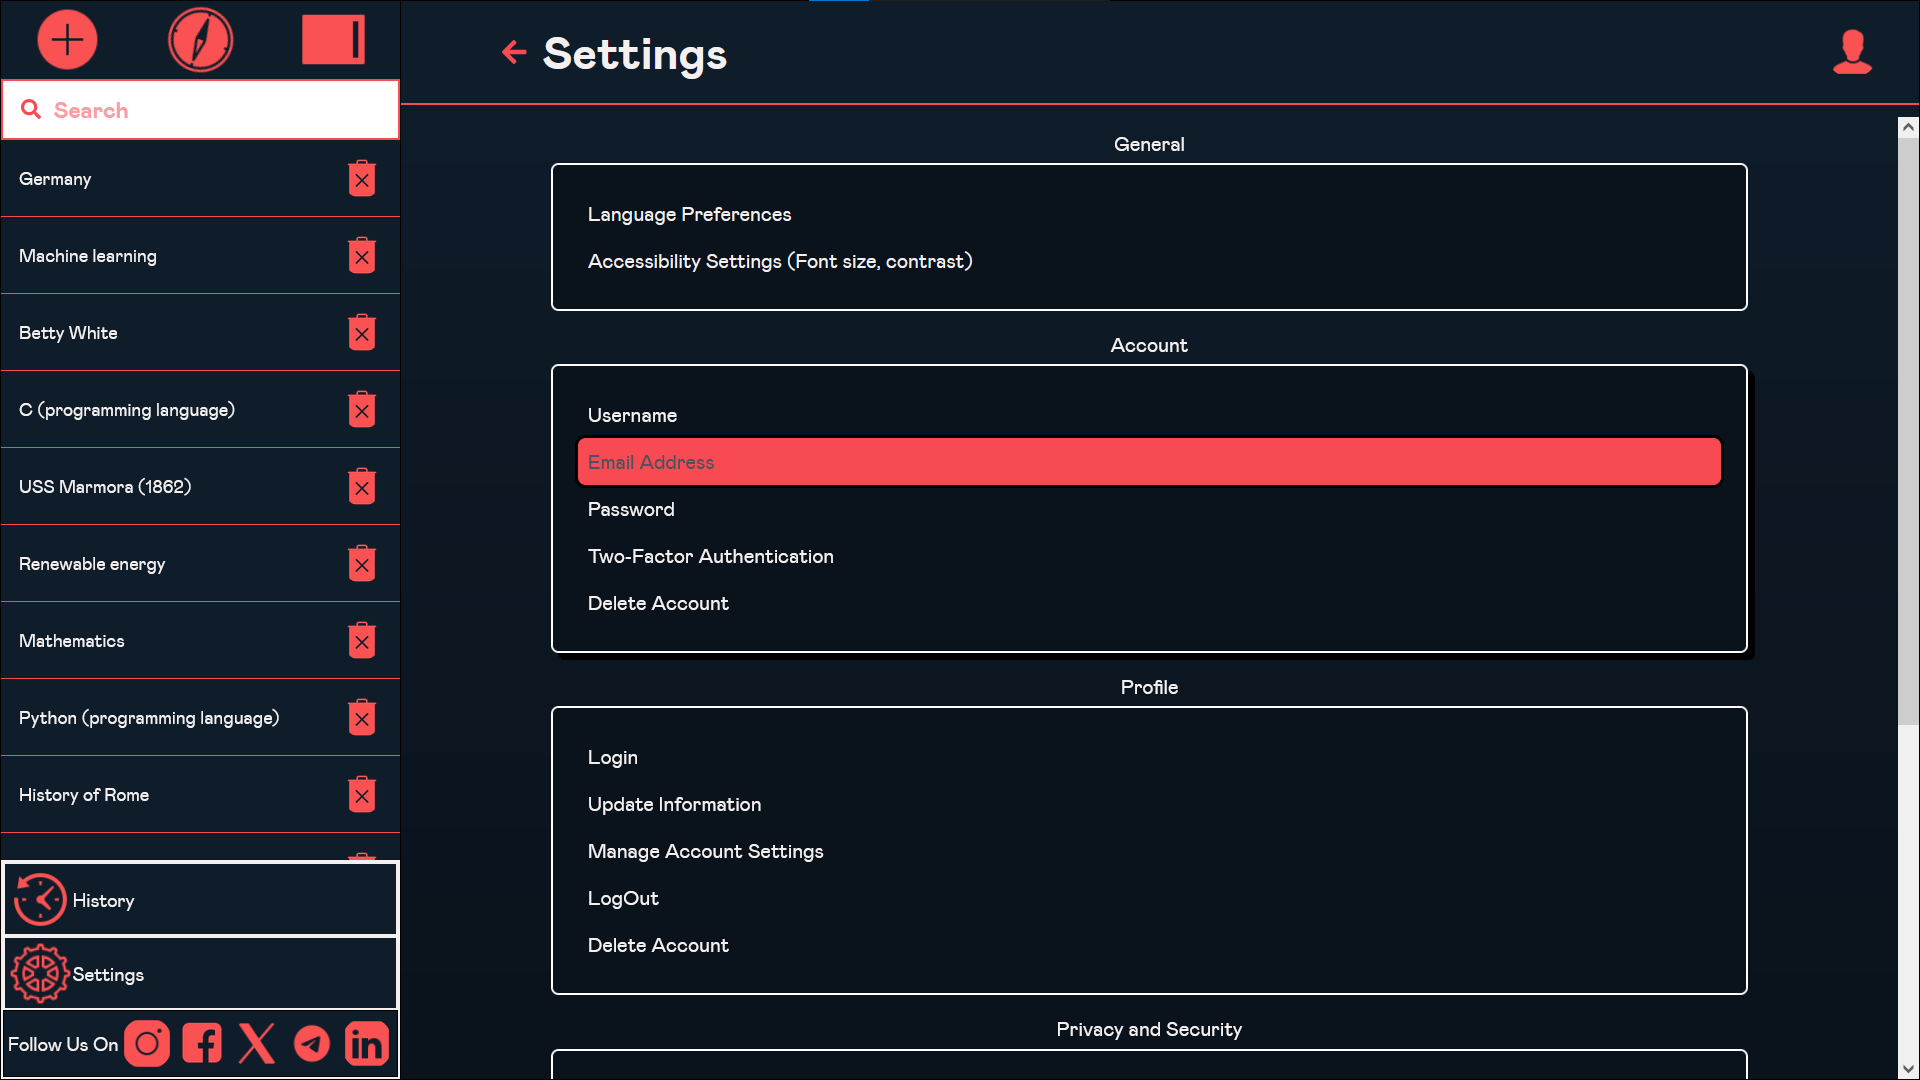 Settings
Search
Germany
Machine learning
Betty White
C (programming language)
USS Marmora (1862)
Renewable energy
Mathematics
Python (programming language)
History of Rome
History
Settings
Follow Us On
General
Language Preferences
Accessibility Settings (Font size, contrast)
Account
Username
Email Address
Password
Two-Factor Authentication
Delete Account
Profile
Login
Update Information
Manage Account Settings
LogOut
Delete Account
Privacy and Security